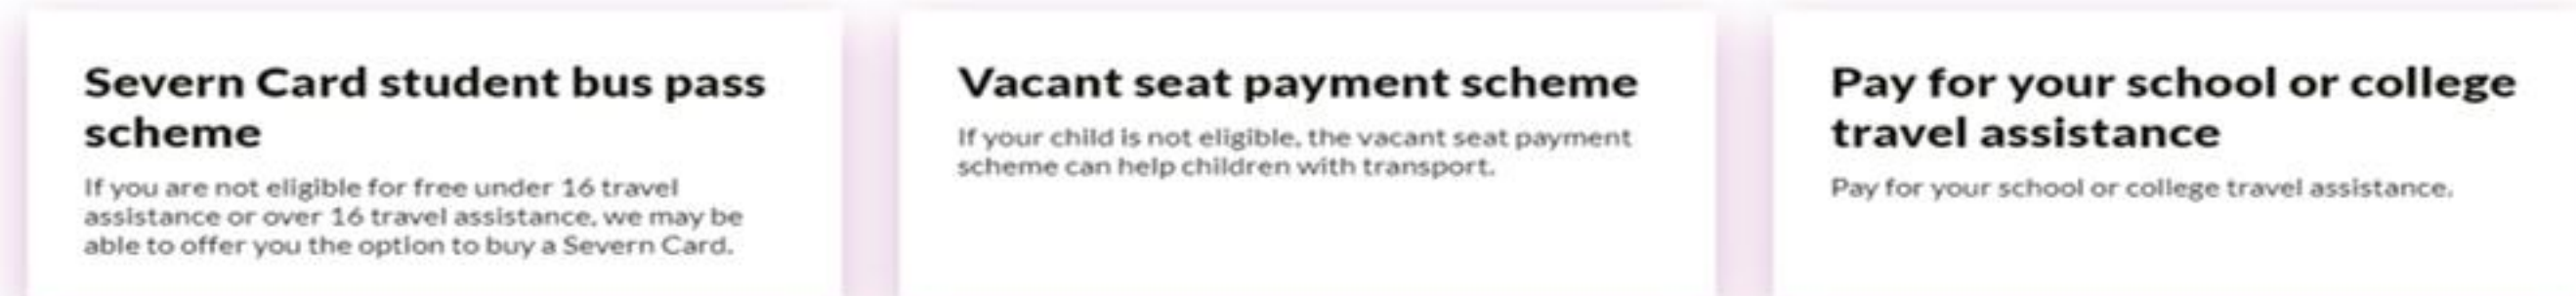 Severn Card student bus pass
scheme
If you are not eligible for free under 16 travel
assistance or over 16 travel assistance, we may be
able to offer you the option to buy a Severn Card.
Vacant seat payment scheme
If your child is not eligible, the vacant seat payment
scheme can help children with transport.
Pay for your school or college
travel assistance
Pay for your school or college travel assistance.